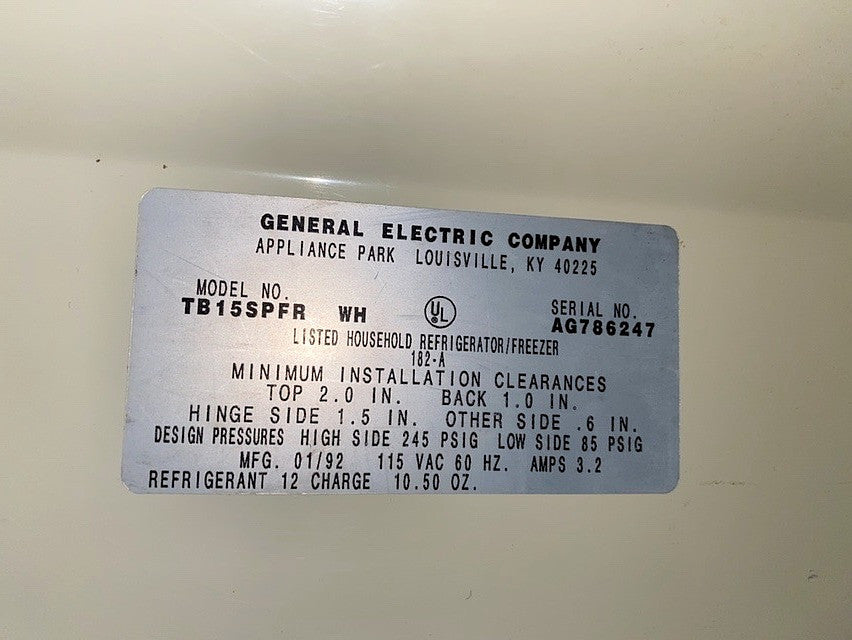 GENERAL ELECTRIC COMPANY
APPLIANCE PARK LOUISVILLE, KY 40225
MODEL NO.
TB15SPFR WH
UL
SERIAL NO.
AG786247
LISTED HOUSEHOLD REFRIGERATOR/FREEZER
182-A
MINIMUM INSTALLATION CLEARANCES
TOP 2.0 IN. BACK 1.0 IN.
HINGE SIDE 1.5 IN. OTHER SIDE .6 IN.
DESIGN PRESSURES HIGH SIDE 245 PSIG LOW SIDE 85 PSIG
MFG. 01/92 115 VAC 60 HZ. AMPS 3.2
REFRIGERANT 12 CHARGE 10.50 OZ.